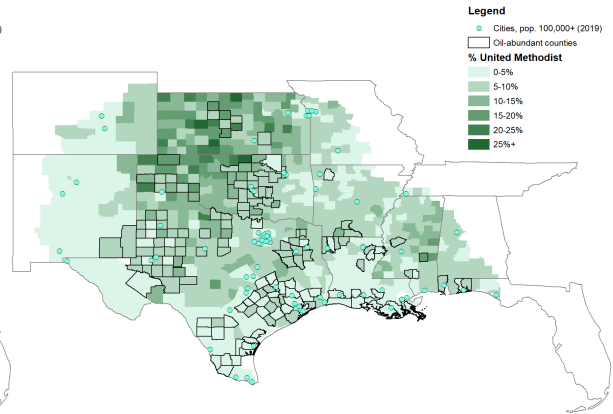 )
Legend
Cities, pop. 100,000+ (2019)
Oil-abundant counties
% United Methodist
0-5%
5-10%
10-15%
15-20%
20-25%
25%+